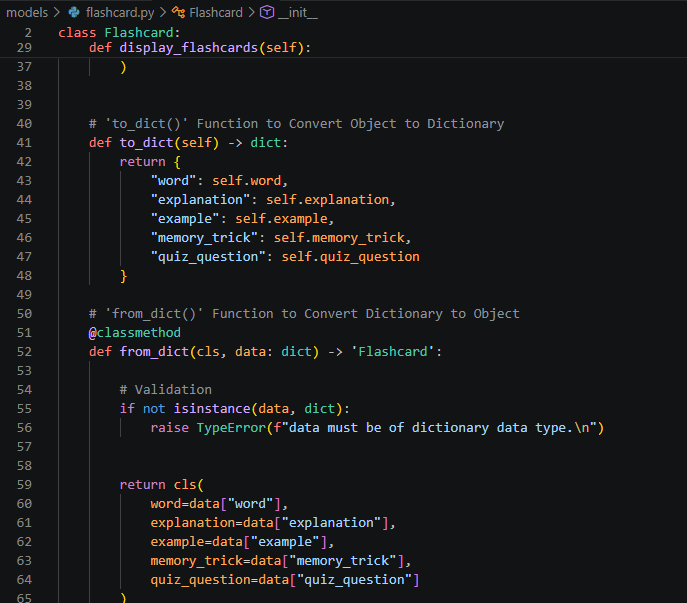 models > flashcard.py > Flashcard > __init__
2 class Flashcard:
29     def display_flashcards(self):
37         )
38
39
40     # 'to_dict()' Function to Convert Object to Dictionary
41     def to_dict(self) -> dict:
42         return {
43             "word": self.word,
44             "explanation": self.explanation,
45             "example": self.example,
46             "memory_trick": self.memory_trick,
47             "quiz_question": self.quiz_question
48         }
49
50     # 'from_dict()' Function to Convert Dictionary to Object
51     @classmethod
52     def from_dict(cls, data: dict) -> 'Flashcard':
53
54         # Validation
55         if not isinstance(data, dict):
56             raise TypeError(f"data must be of dictionary data type.\n")
57
58
59         return cls(
60             word=data["word"],
61             explanation=data["explanation"],
62             example=data["example"],
63             memory_trick=data["memory_trick"],
64             quiz_question=data["quiz_question"]
65         )